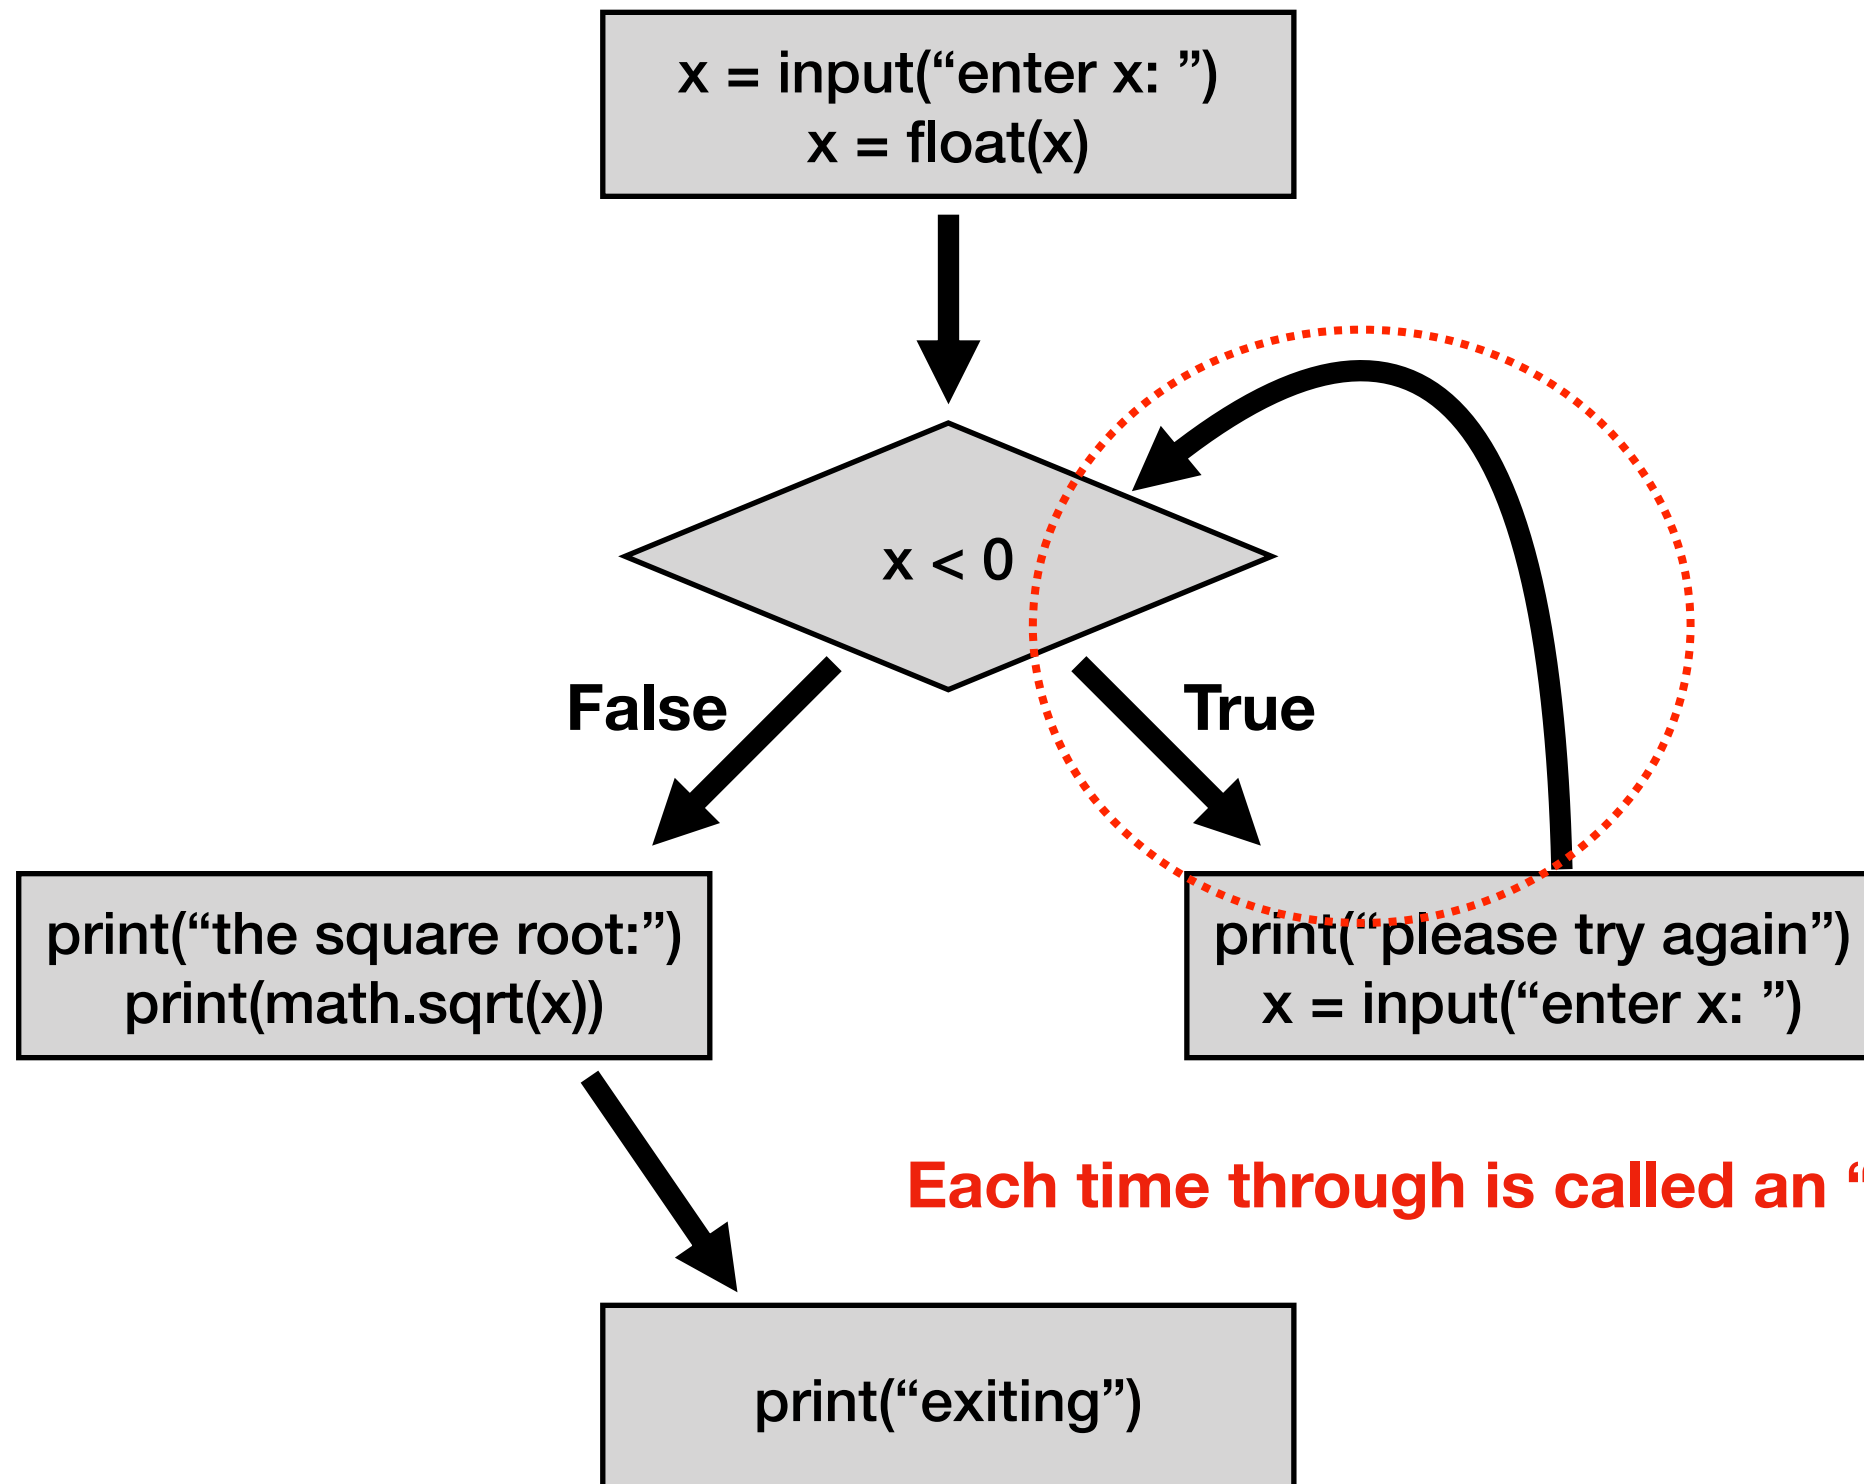 x = input(“enter x: ”)
x = float(x)
x < 0
False
True
print(“the square root:”)
print(math.sqrt(x))
print(“please try again”)
x = input(“enter x: ”)
Each time through is called an “
print(“exiting”)